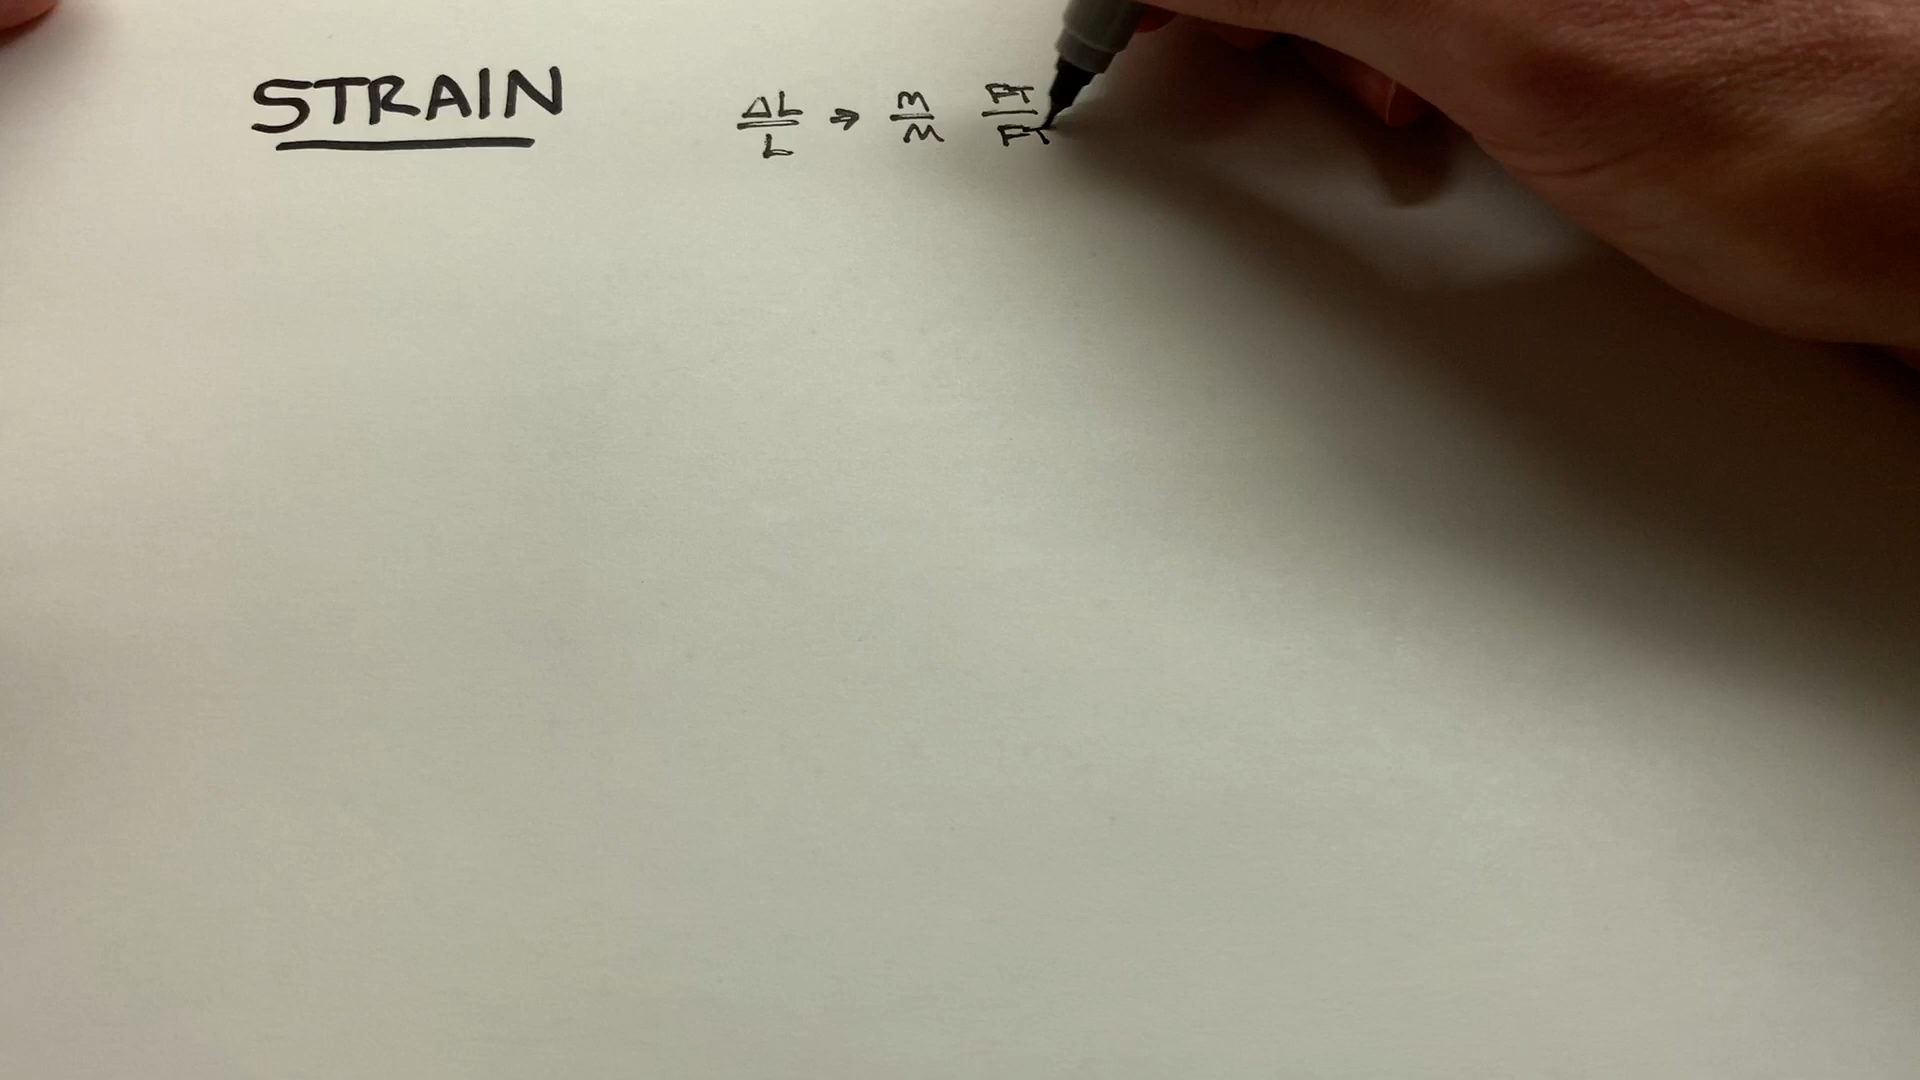 STRAIN ΔL/L → M/M FT/FT